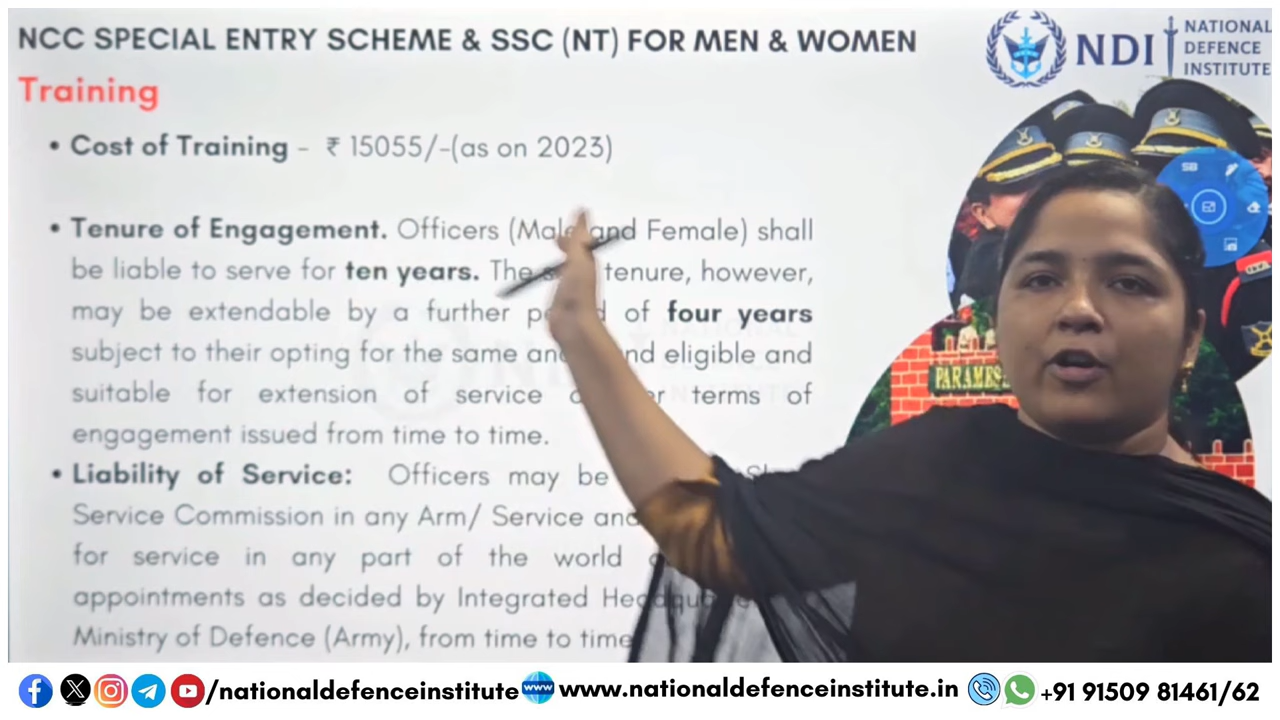 NCC SPECIAL ENTRY SCHEME & SSC (NT) FOR MEN & WOMEN
NDI
NATIONAL
DEFENCE
INSTITUTE
Training
• Cost of Training - ₹ 15055/-(as on 2023)
• Tenure of Engagement. Officers (Male and Female) shall
be liable to serve for ten years. The tenure, however,
may be extendable by a further of four years
subject to their opting for the same eligible and
suitable for extension of service terms of
engagement issued from time to time.
• Liability of Service: Officers may be
Service Commission in any Arm/ Service and
for service in any part of the world
appointments as decided by Integrated
Ministry of Defence (Army), from time to time
SB
/nationaldefenceinstitute www www.nationaldefenceinstitute.in +91 91509 81461/62